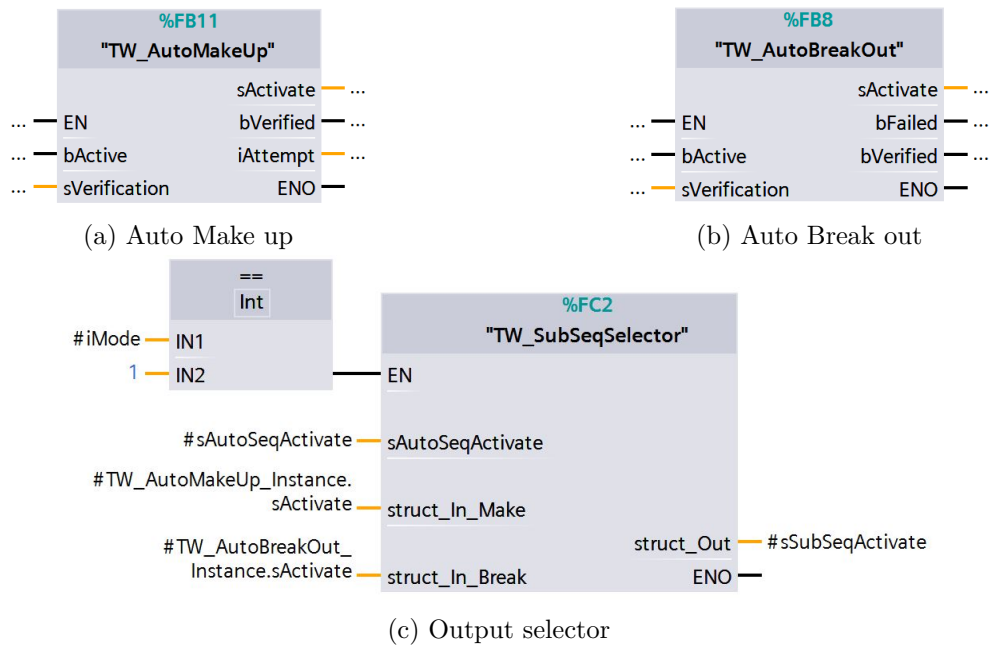 %FB11
"TW_AutoMakeUp"
sActivate ...
... EN bVerified ...
... bActive iAttempt ...
... sVerification ENO
(a) Auto Make up
%FB8
"TW_AutoBreakOut"
sActivate ...
... EN bFailed ...
... bActive bVerified ...
... sVerification ENO
(b) Auto Break out
==
Int
#iMode IN1
1 IN2
%FC2
"TW_SubSeqSelector"
EN
#sAutoSeqActivate sAutoSeqActivate
#TW_AutoMakeUp_Instance.
sActivate struct_In_Make
#TW_AutoBreakOut_
Instance.sActivate struct_In_Break
struct_Out #sSubSeqActivate
ENO
(c) Output selector